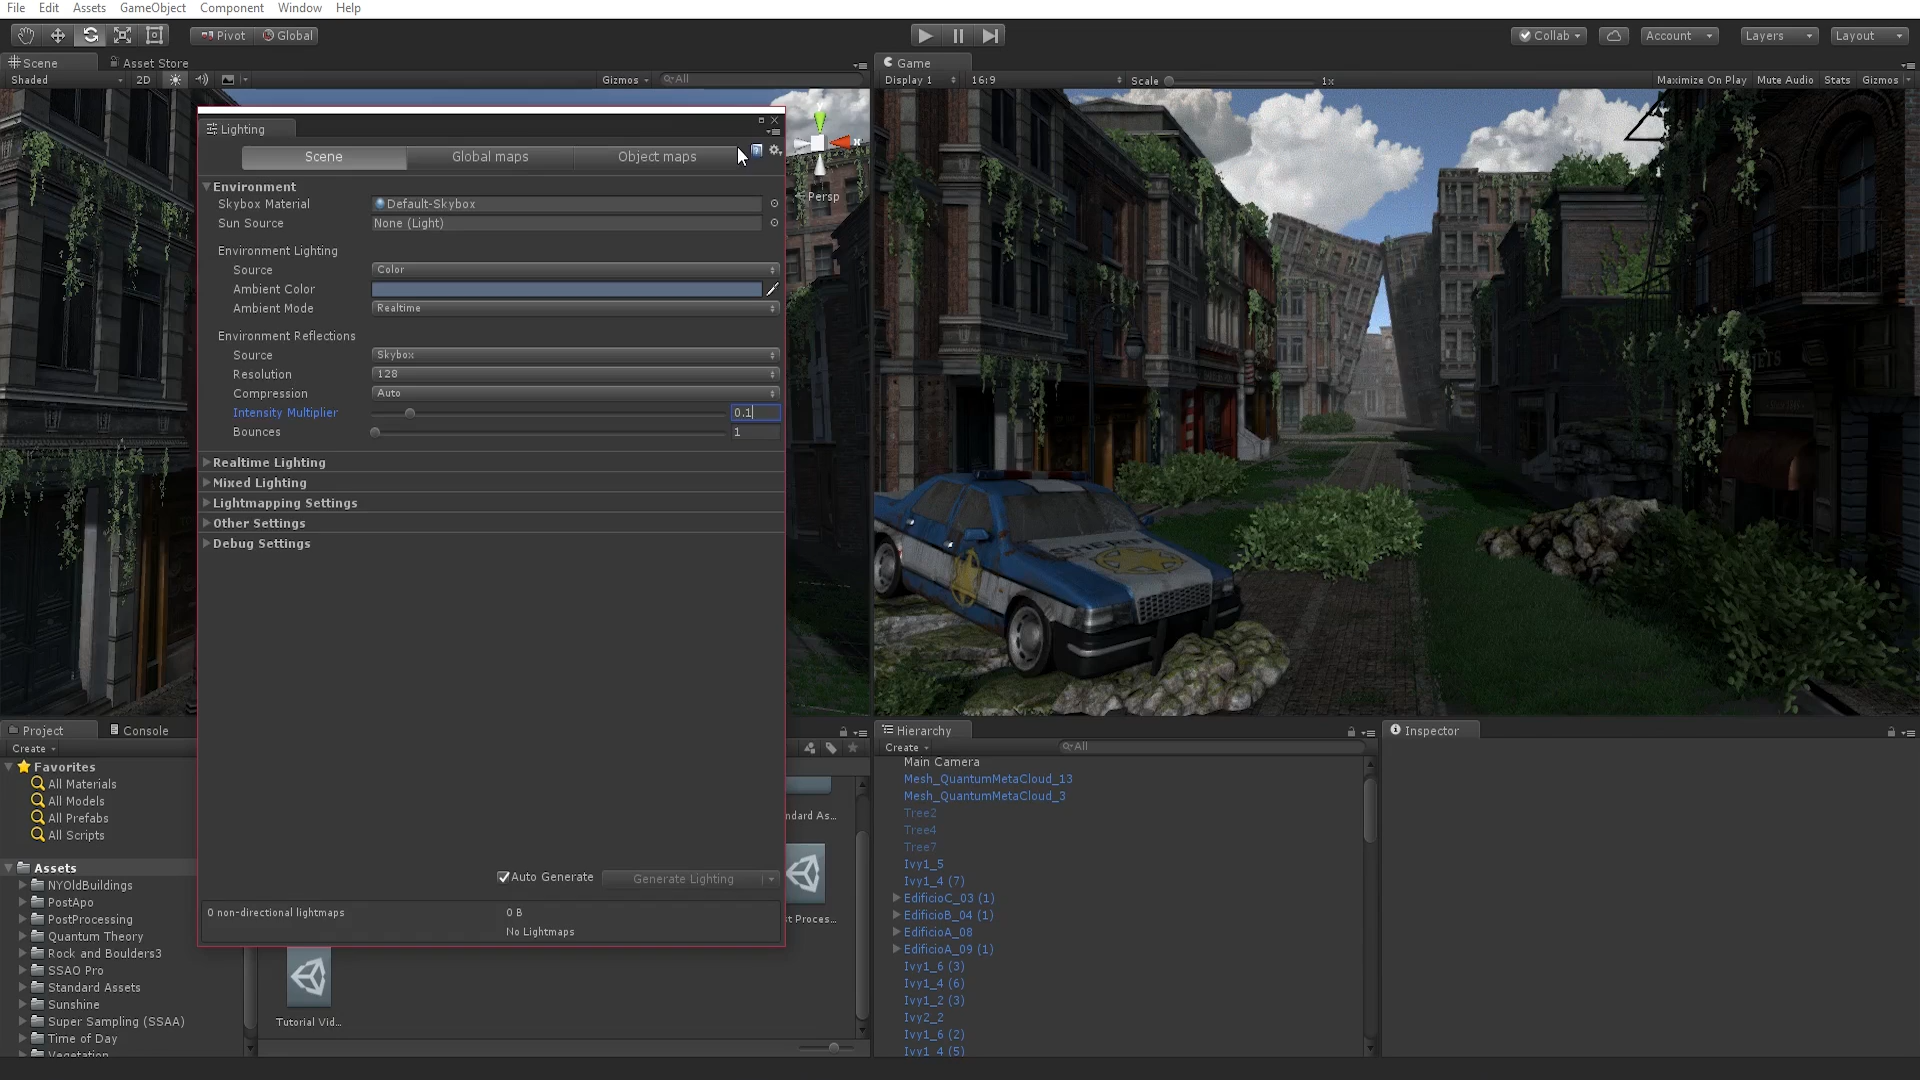 File Edit Assets GameObject Component Window Help
Pivot Global Collab Account Layers Layout
Scene Asset Store
Shaded 2D Gizmos All
Game
Display 1 16:9 Scale 1x Maximize On Play Mute Audio Stats Gizmos
Lighting
Scene Global maps Object maps
Environment
Skybox Material Default-Skybox
Sun Source None (Light)
Environment Lighting
Source Color
Ambient Color
Ambient Mode Realtime
Environment Reflections
Source Skybox
Resolution 128
Compression Auto
Intensity Multiplier 0.1
Bounces 1
Realtime Lighting
Mixed Lighting
Lightmapping Settings
Other Settings
Debug Settings
Auto Generate Generate Lighting
0 non-directional lightmaps 0 B
No Lightmaps
x
Persp
Project Console
Create
Favorites
All Materials
All Models
All Prefabs
All Scripts
Assets
NYOldBuildings
PostApo
PostProcessing
Quantum Theory
Rock and Boulders3
SSAO Pro
Standard Assets
Sunshine
Super Sampling (SSAA)
Time of Day
Vegetation
ndard As...
st Proces...
Tutorial Vid...
Hierarchy
Create All
Main Camera
Mesh_QuantumMetaCloud_13
Mesh_QuantumMetaCloud_3
Tree2
Tree4
Tree7
Ivy1_5
Ivy1_4 (7)
EdificioC_03 (1)
EdificioB_04 (1)
EdificioA_08
EdificioA_09 (1)
Ivy1_6 (3)
Ivy1_4 (6)
Ivy1_2 (3)
Ivy2_2
Ivy1_6 (2)
Ivy1_4 (5)
Inspector